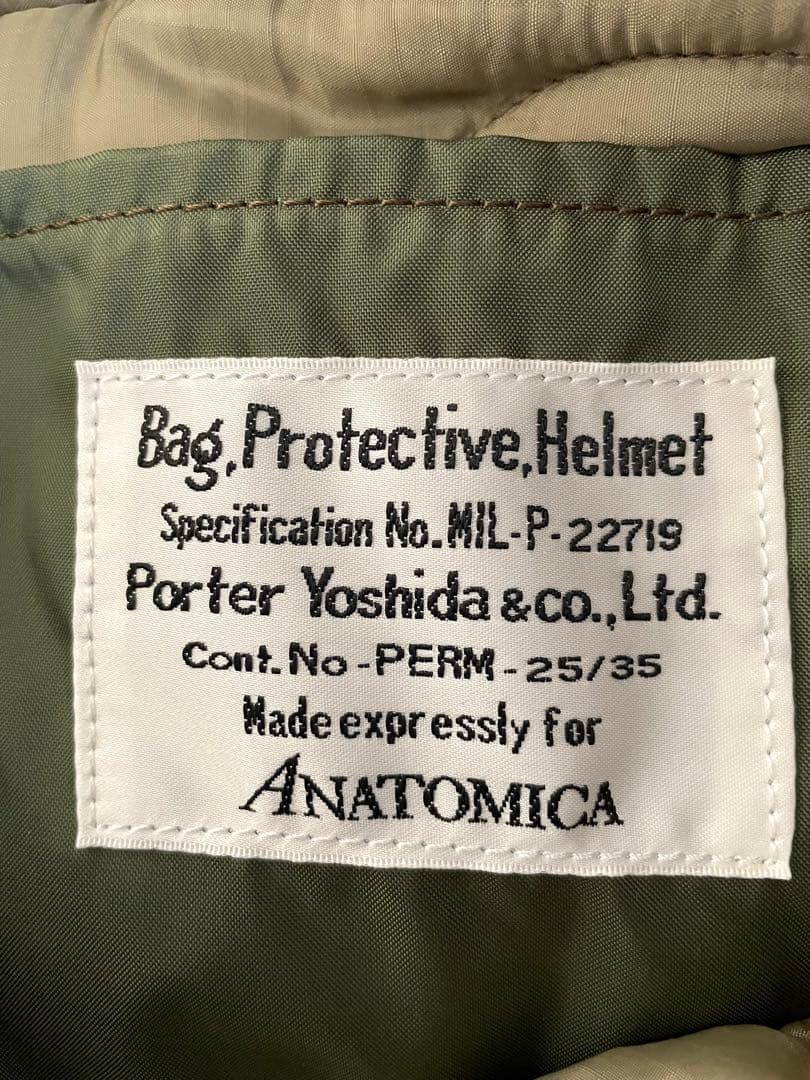 Bag,Protective,Helmet
Specification No.MIL-P-22719
Porter Yoshida &co.,Ltd.
Cont.No-PERM-25/35
Made expressly for
ANATOMICA